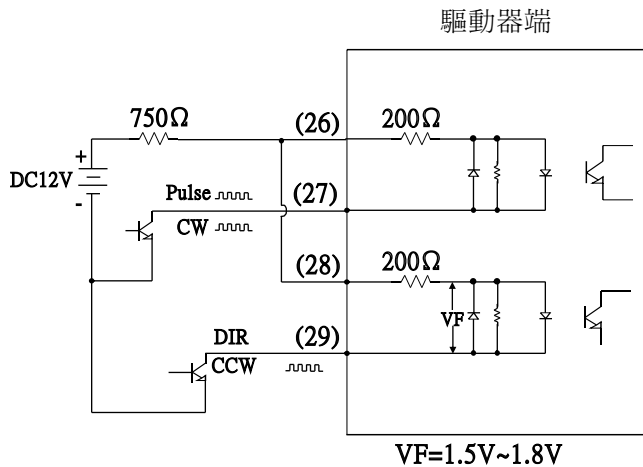 驅動器端
750Ω
(26)
200Ω
+
DC12V
-
Pulse
(27)
CW
(28)
200Ω
VF
DIR
(29)
CCW
VF=1.5V~1.8V